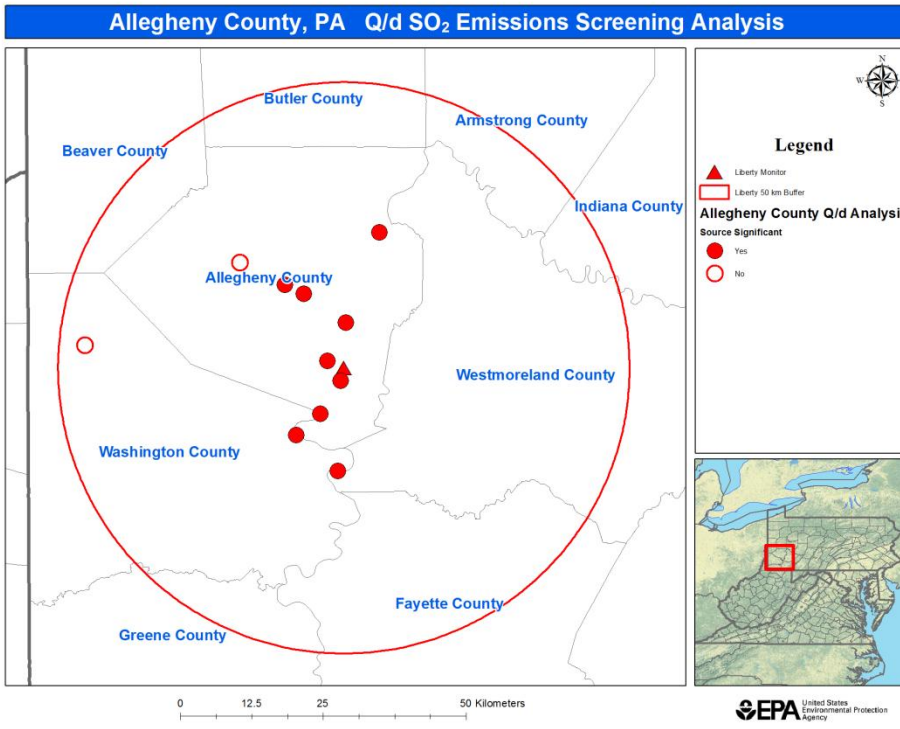 Allegheny County, PA Q/d SO₂ Emissions Screening Analysis
Butler County
Armstrong County
Beaver County
Indiana County
Allegheny County
Westmoreland County
Washington County
Fayette County
Greene County
N
W
S
Legend
Liberty Monitor
Liberty 50 km Buffer
Allegheny County Q/d Analysi
Source Significant
Yes
No
0 12.5 25 50 Kilometers
EPA
United States
Environmental Protection
Agency